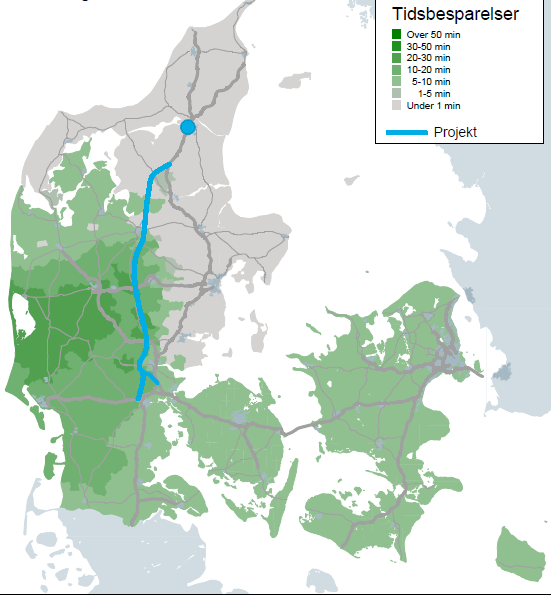 Tidsbesparelser
Over 50 min
30-50 min
20-30 min
10-20 min
5-10 min
1-5 min
Under 1 min
Projekt